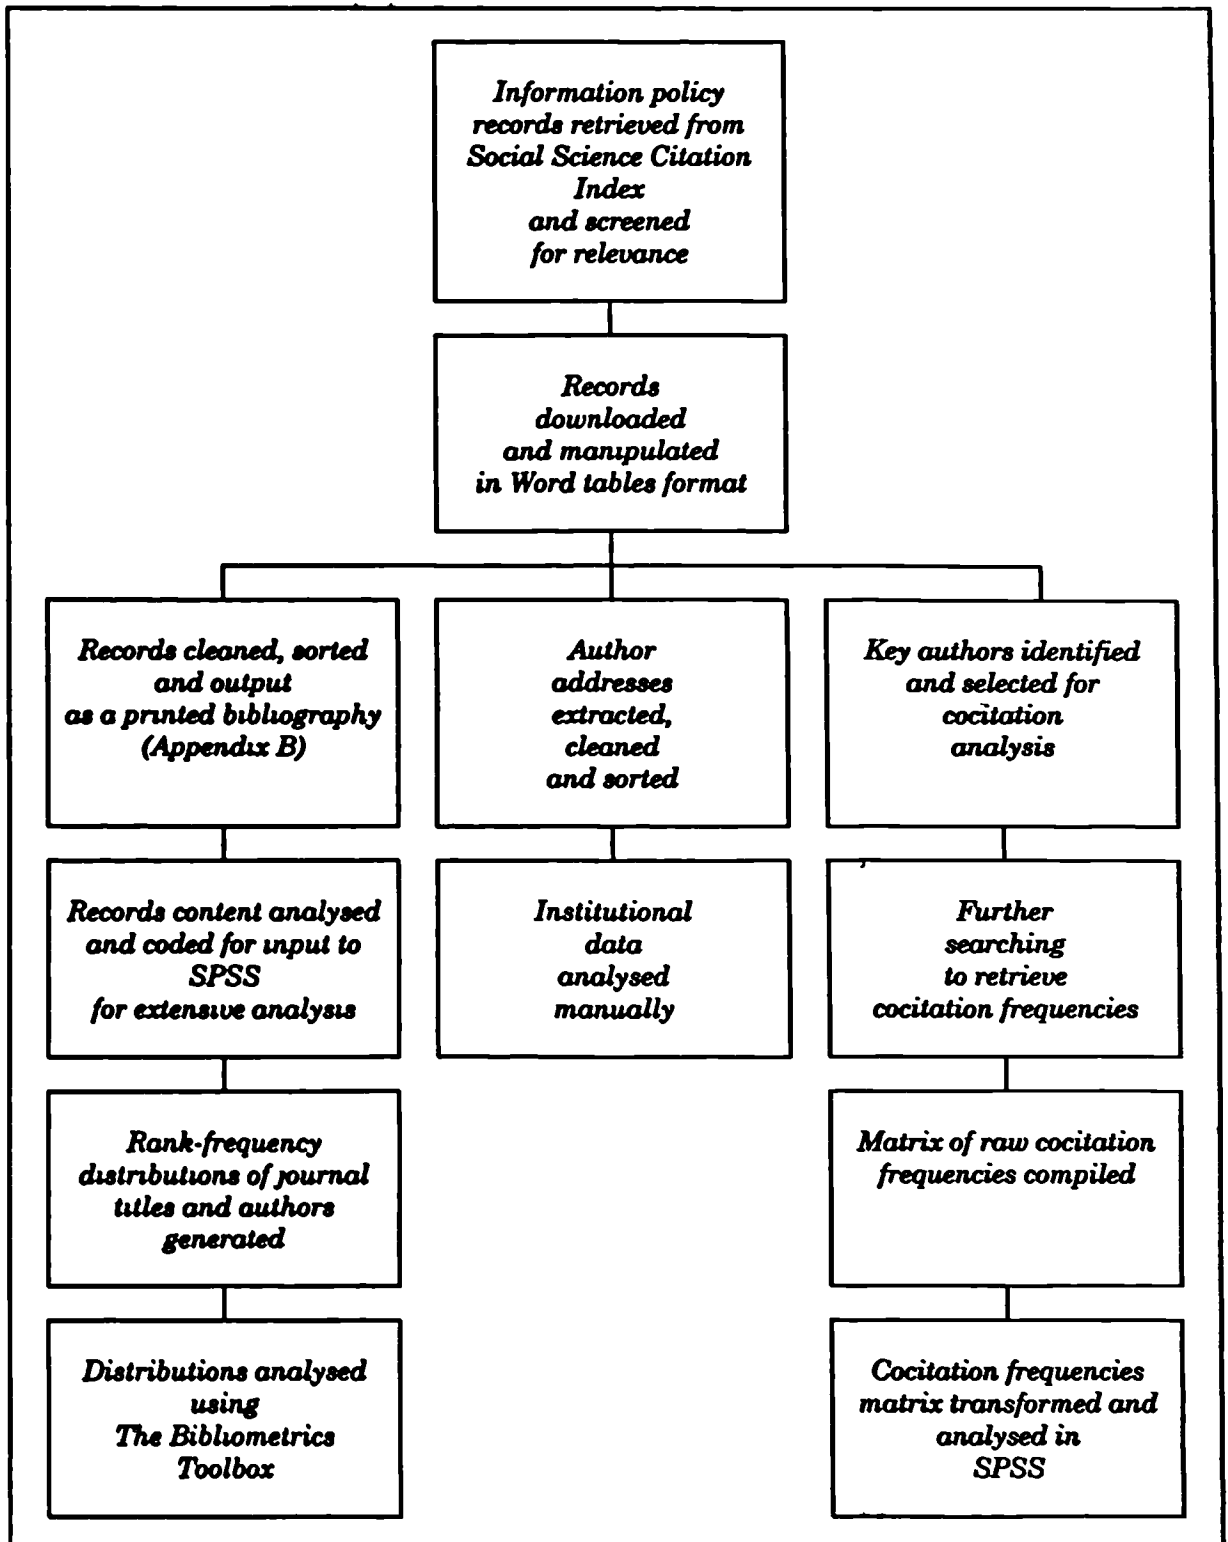 Information policy
records retrieved from
Social Science Citation
Index
and screened
for relevance
Records
downloaded
and manipulated
in Word tables format
Records cleaned, sorted
and output
as a printed bibliography
(Appendix B)
Author
addresses
extracted,
cleaned
and sorted
Key authors identified
and selected for
cocitation
analysis
Records content analysed
and coded for input to
SPSS
for extensive analysis
Institutional
data
analysed
manually
Further
searching
to retrieve
cocitation frequencies
Rank-frequency
distributions of journal
titles and authors
generated
Matrix of raw cocitation
frequencies compiled
Distributions analysed
using
The Bibliometrics
Toolbox
Cocitation frequencies
matrix transformed and
analysed in
SPSS